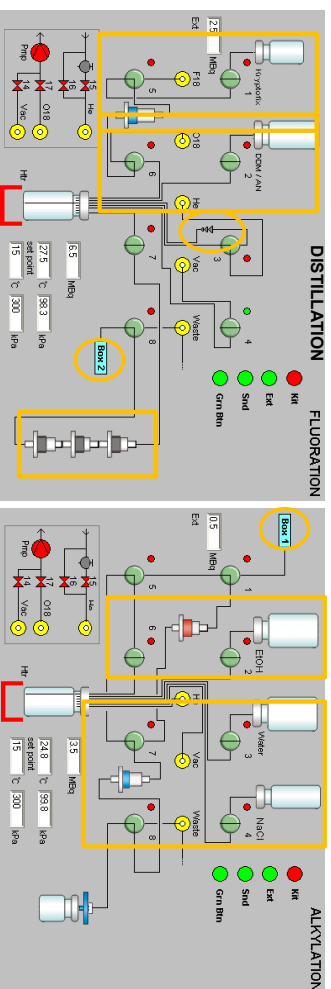 DISTILLATION
FLUORATION
Kit
Ext
Snd
Grn Btn
Kryptofix
DDM / AN
1
2
3
4
Ext
2.5 MBq
F18
O18
He
Vac
Waste
5
6
7
8
Box 2
He
15
16
O18
17
Vac
14
Pmp
Htr
6.5 MBq
27.5 °C
98.3 kPa
set point
15 °C
300 kPa
ALKYLATION
Kit
Ext
Snd
Grn Btn
Box 1
EtOH
Water
NaCl
1
2
3
4
Ext
0.5 MBq
H
Vac
Waste
5
6
7
8
He
15
16
O18
17
Vac
14
Pmp
Htr
3.5 MBq
24.8 °C
99.8 kPa
set point
15 °C
300 kPa